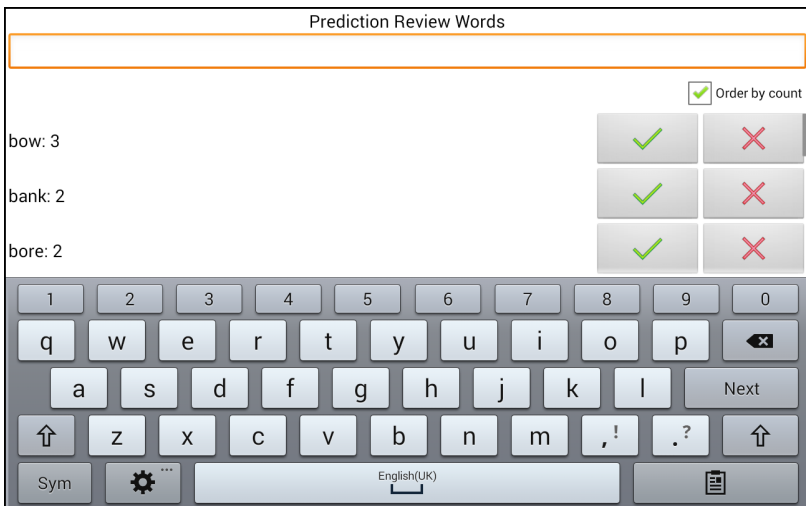 Prediction Review Words
Order by count
bow: 3
bank: 2
bore: 2
1 2 3 4 5 6 7 8 9 0
q w e r t y u i o p
a s d f g h j k l Next
z x c v b n m , ! . ?
Sym ... English(UK)